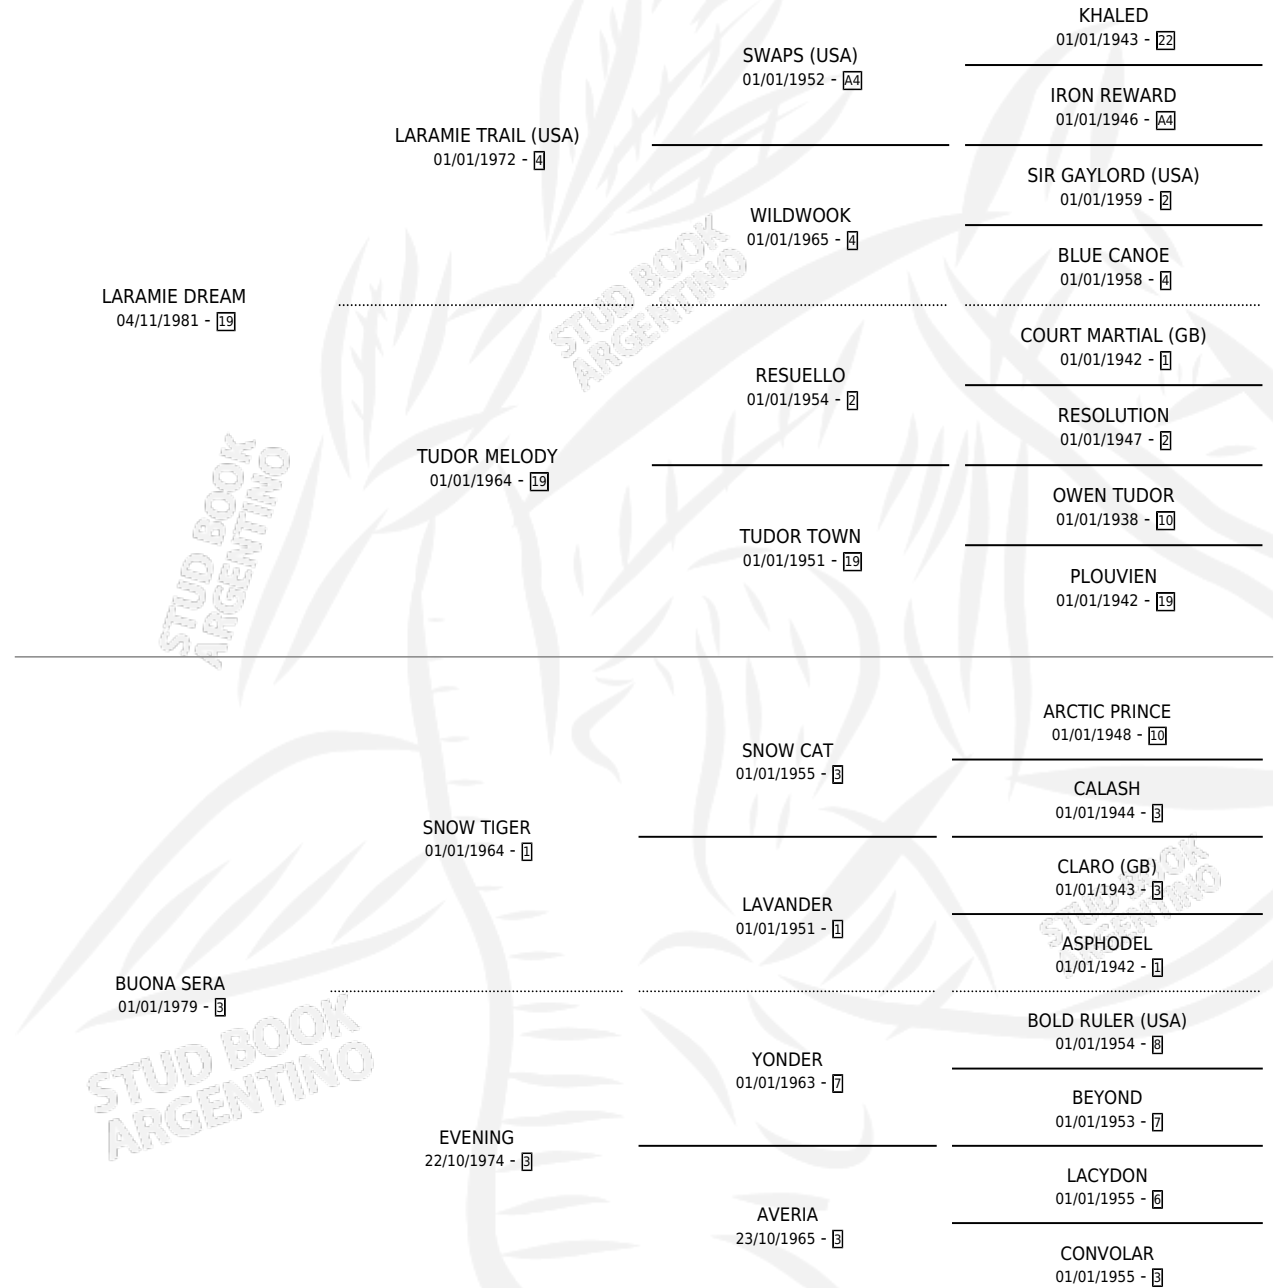 KHALED
01/01/1943 - 22
SWAPS (USA)
01/01/1952 - A4
IRON REWARD
01/01/1946 - A4
LARAMIE TRAIL (USA)
01/01/1972 - 4
SIR GAYLORD (USA)
01/01/1959 - 2
WILDWOOK
01/01/1965 - 4
BLUE CANOE
01/01/1958 - 4
LARAMIE DREAM
04/11/1981 - 19
STUD BOOK
ARGENTINO
COURT MARTIAL (GB)
01/01/1942 - 1
RESUELLO
01/01/1954 - 2
RESOLUTION
01/01/1947 - 2
TUDOR MELODY
01/01/1964 - 19
OWEN TUDOR
01/01/1938 - 10
TUDOR TOWN
01/01/1951 - 19
PLOUVIEN
01/01/1942 - 19
STUD BOOK
ARGENTINO
ARCTIC PRINCE
01/01/1948 - 10
SNOW CAT
01/01/1955 - 3
CALASH
01/01/1944 - 3
SNOW TIGER
01/01/1964 - 1
CLARO (GB)
01/01/1943 - 3
LAVANDER
01/01/1951 - 1
ASPHODEL
01/01/1942 - 1
STUD BOOK
ARGENTINO
BUONA SERA
01/01/1979 - 3
BOLD RULER (USA)
01/01/1954 - 8
YONDER
01/01/1963 - 7
BEYOND
01/01/1953 - 7
STUD BOOK
ARGENTINO
EVENING
22/10/1974 - 3
LACYDON
01/01/1955 - 6
AVERIA
23/10/1965 - 3
CONVOLAR
01/01/1955 - 3